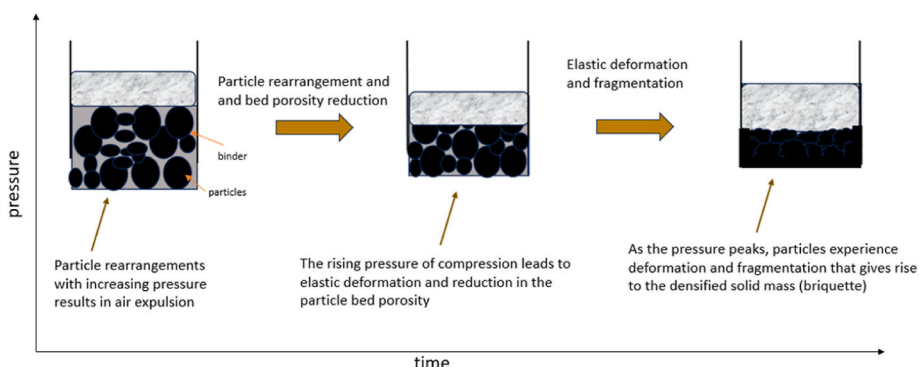 Particle rearrangement and
and bed porosity reduction
Elastic deformation
and fragmentation
binder
particles
pressure
Particle rearrangements
with increasing pressure
results in air expulsion
The rising pressure of compression leads to
elastic deformation and reduction in the
particle bed porosity
As the pressure peaks, particles experience
deformation and fragmentation that gives rise
to the densified solid mass (briquette)
time